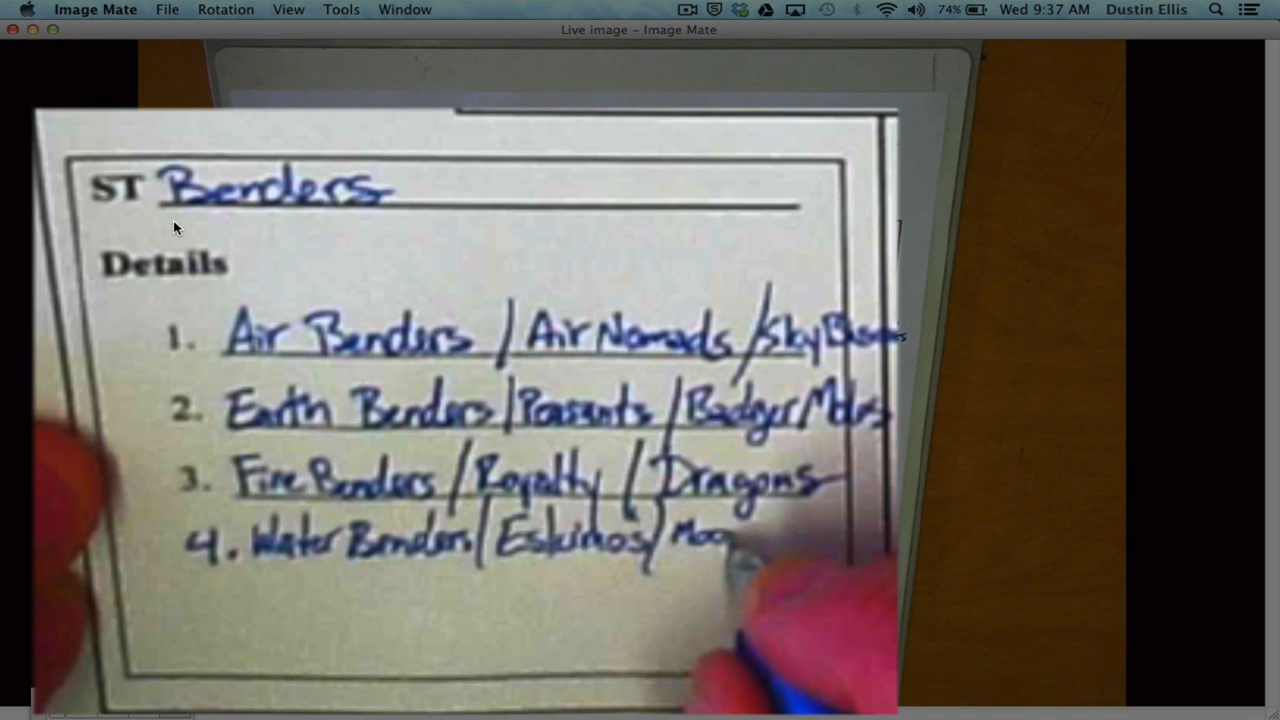 Image Mate File Rotation View Tools Window 74% Wed 9:37 AM Dustin Ellis
Live image – Image Mate
ST Benders
Details
1. Air Benders / Air Nomads / Sky Bisons
2. Earth Benders / Peasants / Badger Moles
3. Fire Benders / Royalty / Dragons
4. Water Benders / Eskimos / Moo